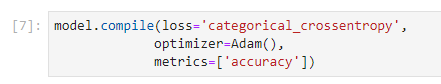 [7]: model.compile(loss='categorical_crossentropy',
optimizer=Adam(),
metrics=['accuracy'])